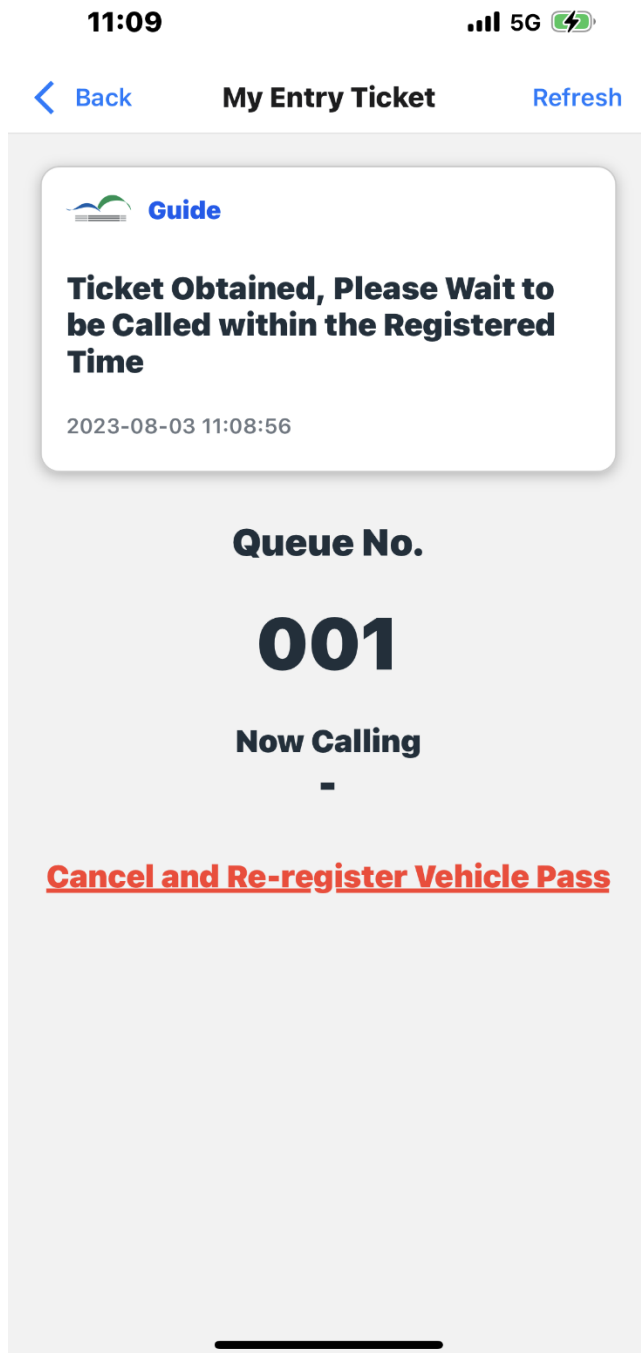 11:09 5G
Back My Entry Ticket Refresh
Guide
Ticket Obtained, Please Wait to
be Called within the Registered
Time
2023-08-03 11:08:56
Queue No.
001
Now Calling
-
Cancel and Re-register Vehicle Pass